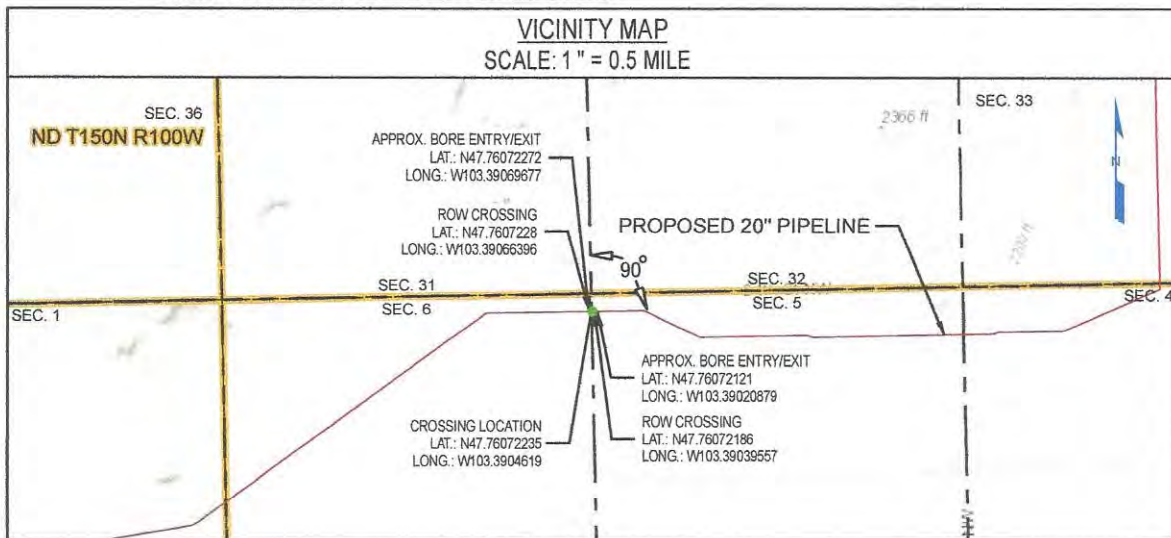 VICINITY MAP
SCALE: 1 " = 0.5 MILE
SEC. 36
ND T150N R100W
SEC. 33
2366 ft
N
APPROX. BORE ENTRY/EXIT
LAT.: N47.76072272
LONG.: W103.39069677
ROW CROSSING
LAT.: N47.7607228
LONG.: W103.39066396
PROPOSED 20" PIPELINE
90°
SEC. 31
SEC. 32
SEC. 1
SEC. 6
SEC. 5
SEC. 4
APPROX. BORE ENTRY/EXIT
LAT.: N47.76072121
LONG.: W103.39020879
CROSSING LOCATION
LAT.: N47.76072235
LONG.: W103.3904619
ROW CROSSING
LAT.: N47.76072186
LONG.: W103.39039557